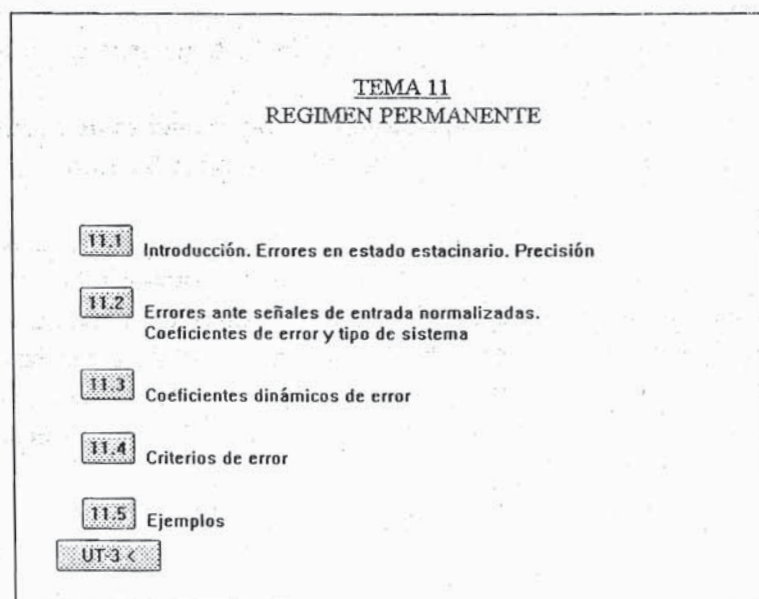 TEMA 11
REGIMEN PERMANENTE
11.1 Introducción. Errores en estado estacinario. Precisión
11.2 Errores ante señales de entrada normalizadas.
Coeficientes de error y tipo de sistema
11.3 Coeficientes dinámicos de error
11.4 Criterios de error
11.5 Ejemplos
UT-3 <